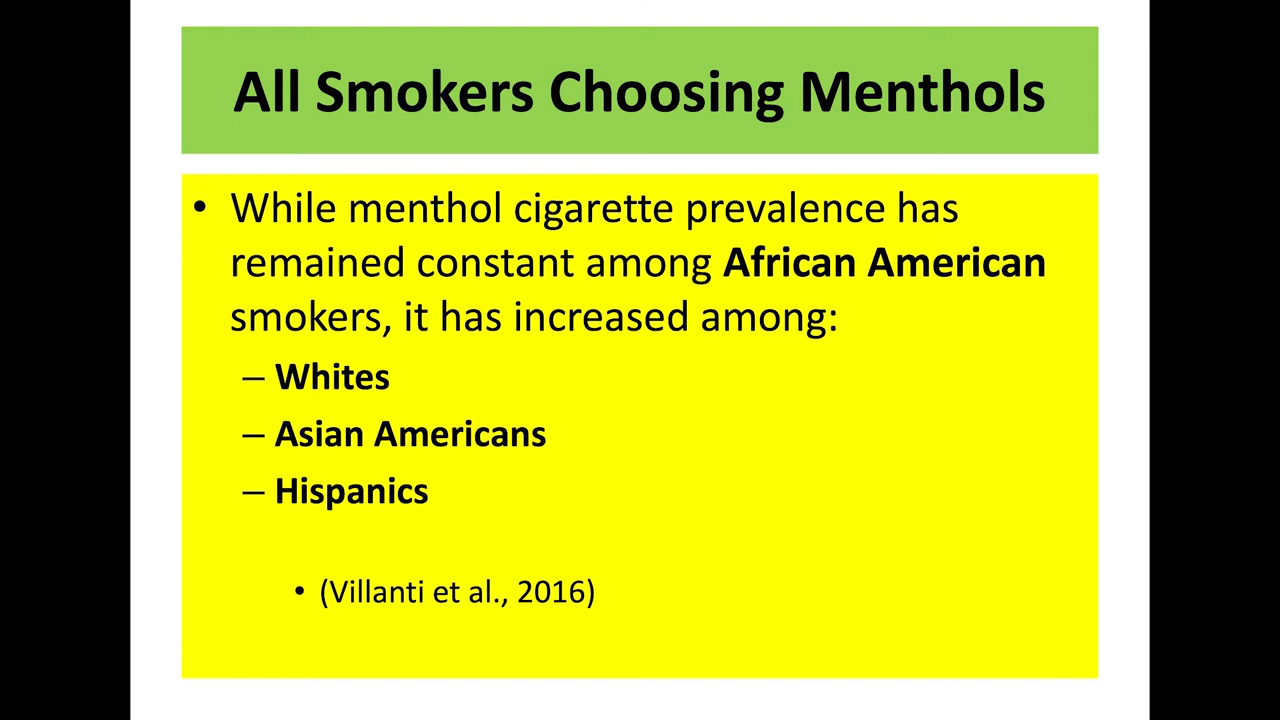 All Smokers Choosing Menthols
• While menthol cigarette prevalence has
remained constant among African American
smokers, it has increased among:
– Whites
– Asian Americans
– Hispanics
• (Villanti et al., 2016)